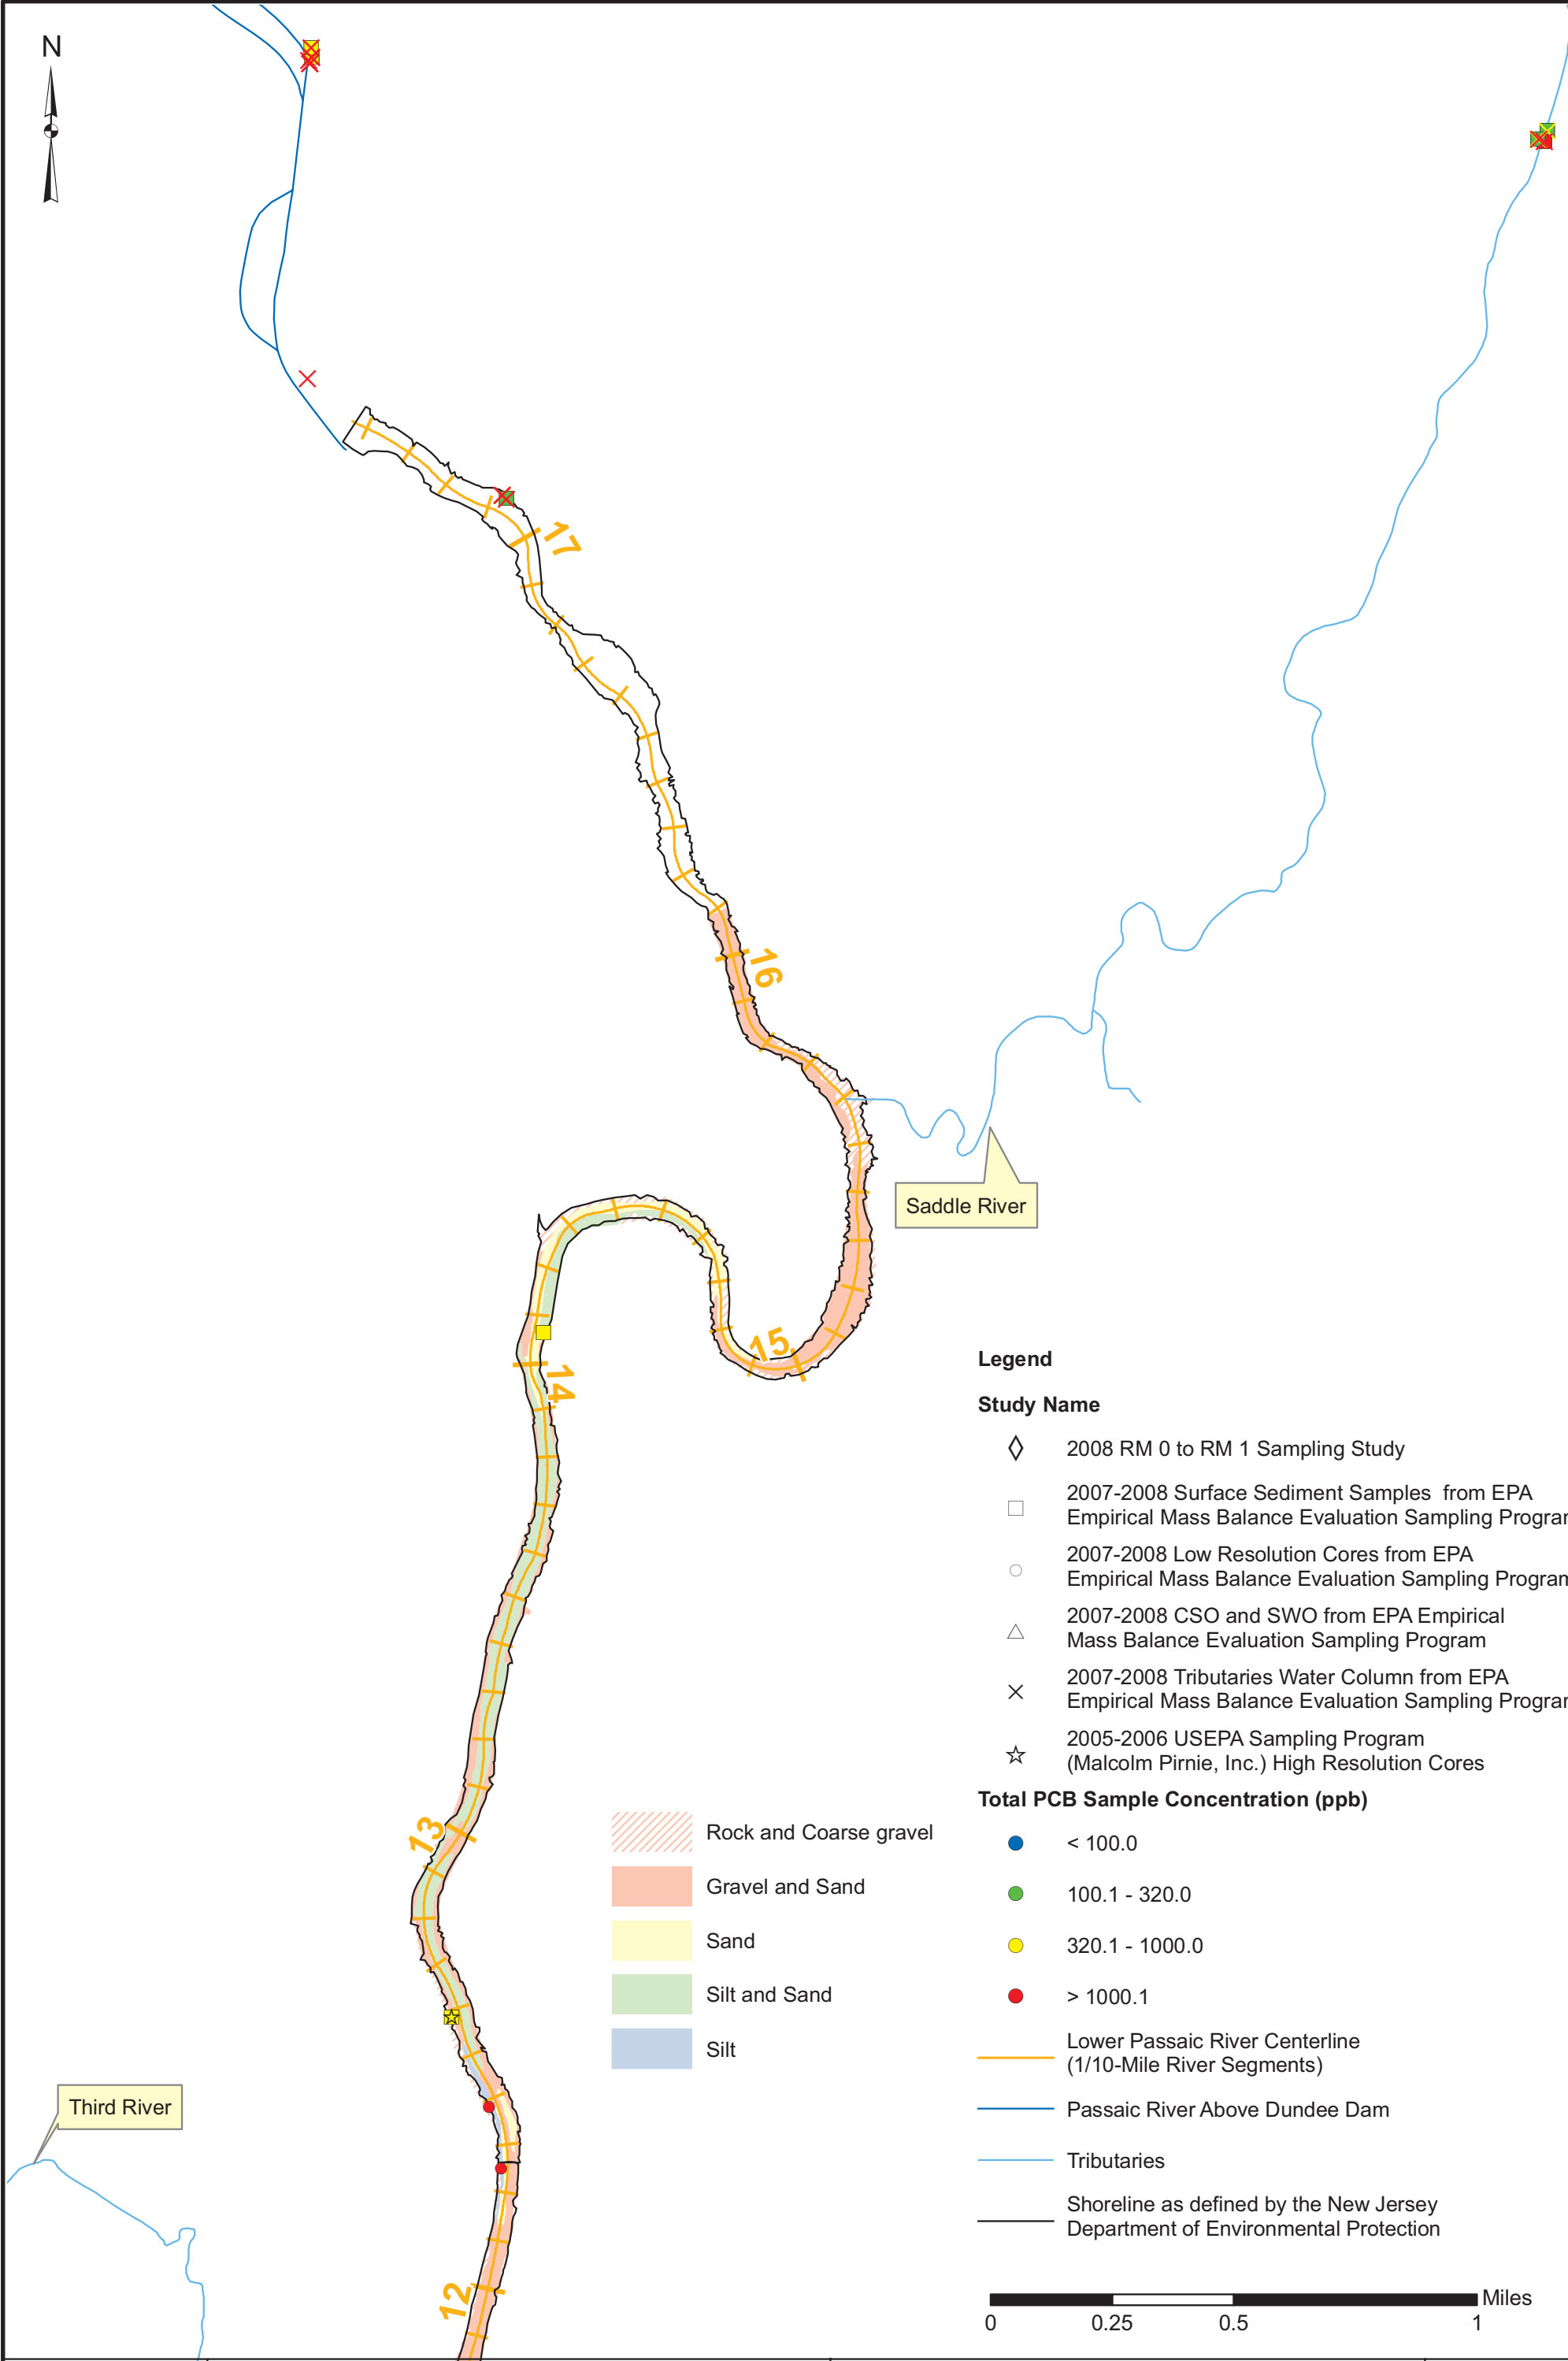 N
17
16
Saddle River
15
14
Legend
Study Name
2008 RM 0 to RM 1 Sampling Study
2007-2008 Surface Sediment Samples from EPA
Empirical Mass Balance Evaluation Sampling Program
2007-2008 Low Resolution Cores from EPA
Empirical Mass Balance Evaluation Sampling Program
2007-2008 CSO and SWO from EPA Empirical
Mass Balance Evaluation Sampling Program
2007-2008 Tributaries Water Column from EPA
Empirical Mass Balance Evaluation Sampling Program
2005-2006 USEPA Sampling Program
(Malcolm Pirnie, Inc.) High Resolution Cores
Total PCB Sample Concentration (ppb)
< 100.0
100.1 - 320.0
320.1 - 1000.0
> 1000.1
Lower Passaic River Centerline
(1/10-Mile River Segments)
Passaic River Above Dundee Dam
Tributaries
Shoreline as defined by the New Jersey
Department of Environmental Protection
13
Rock and Coarse gravel
Gravel and Sand
Sand
Silt and Sand
Silt
Third River
12
Miles
0 0.25 0.5 1